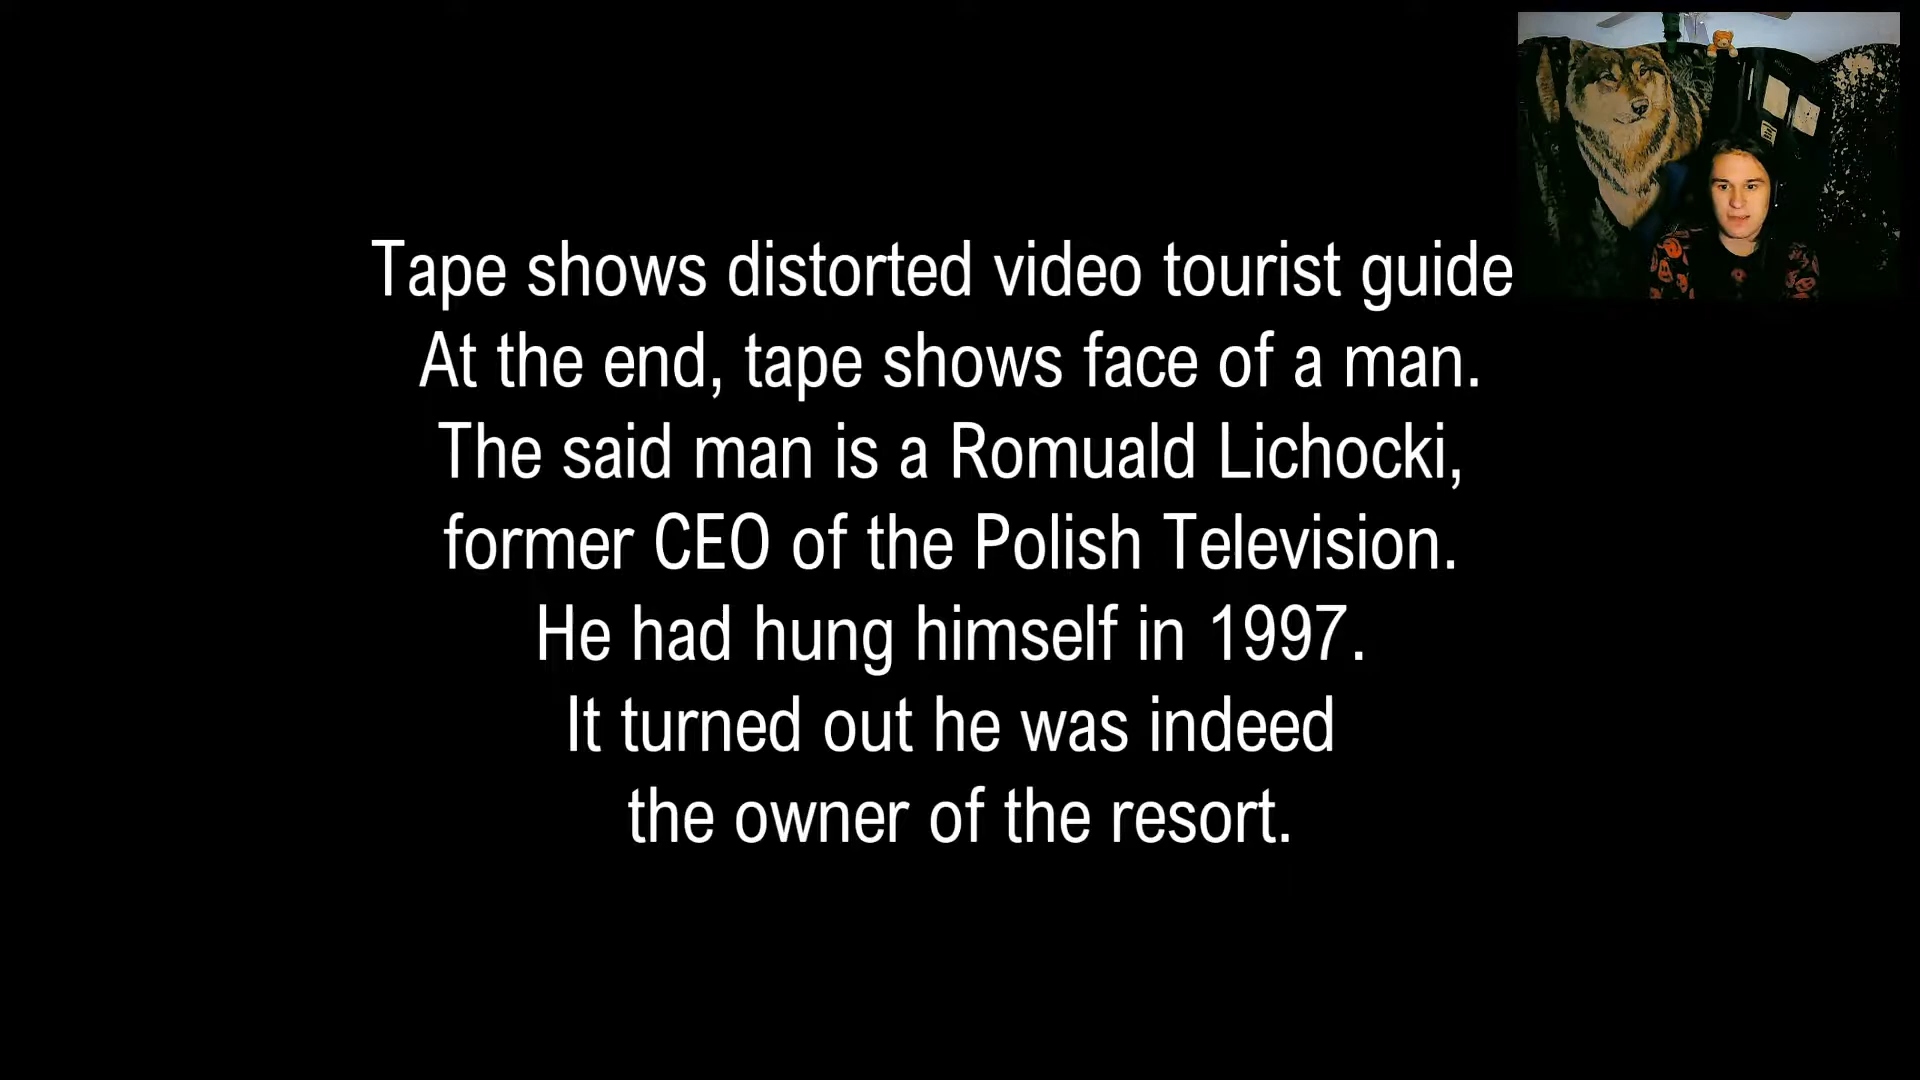 Tape shows distorted video tourist guide
At the end, tape shows face of a man.
The said man is a Romuald Lichocki,
former CEO of the Polish Television.
He had hung himself in 1997.
It turned out he was indeed
the owner of the resort.